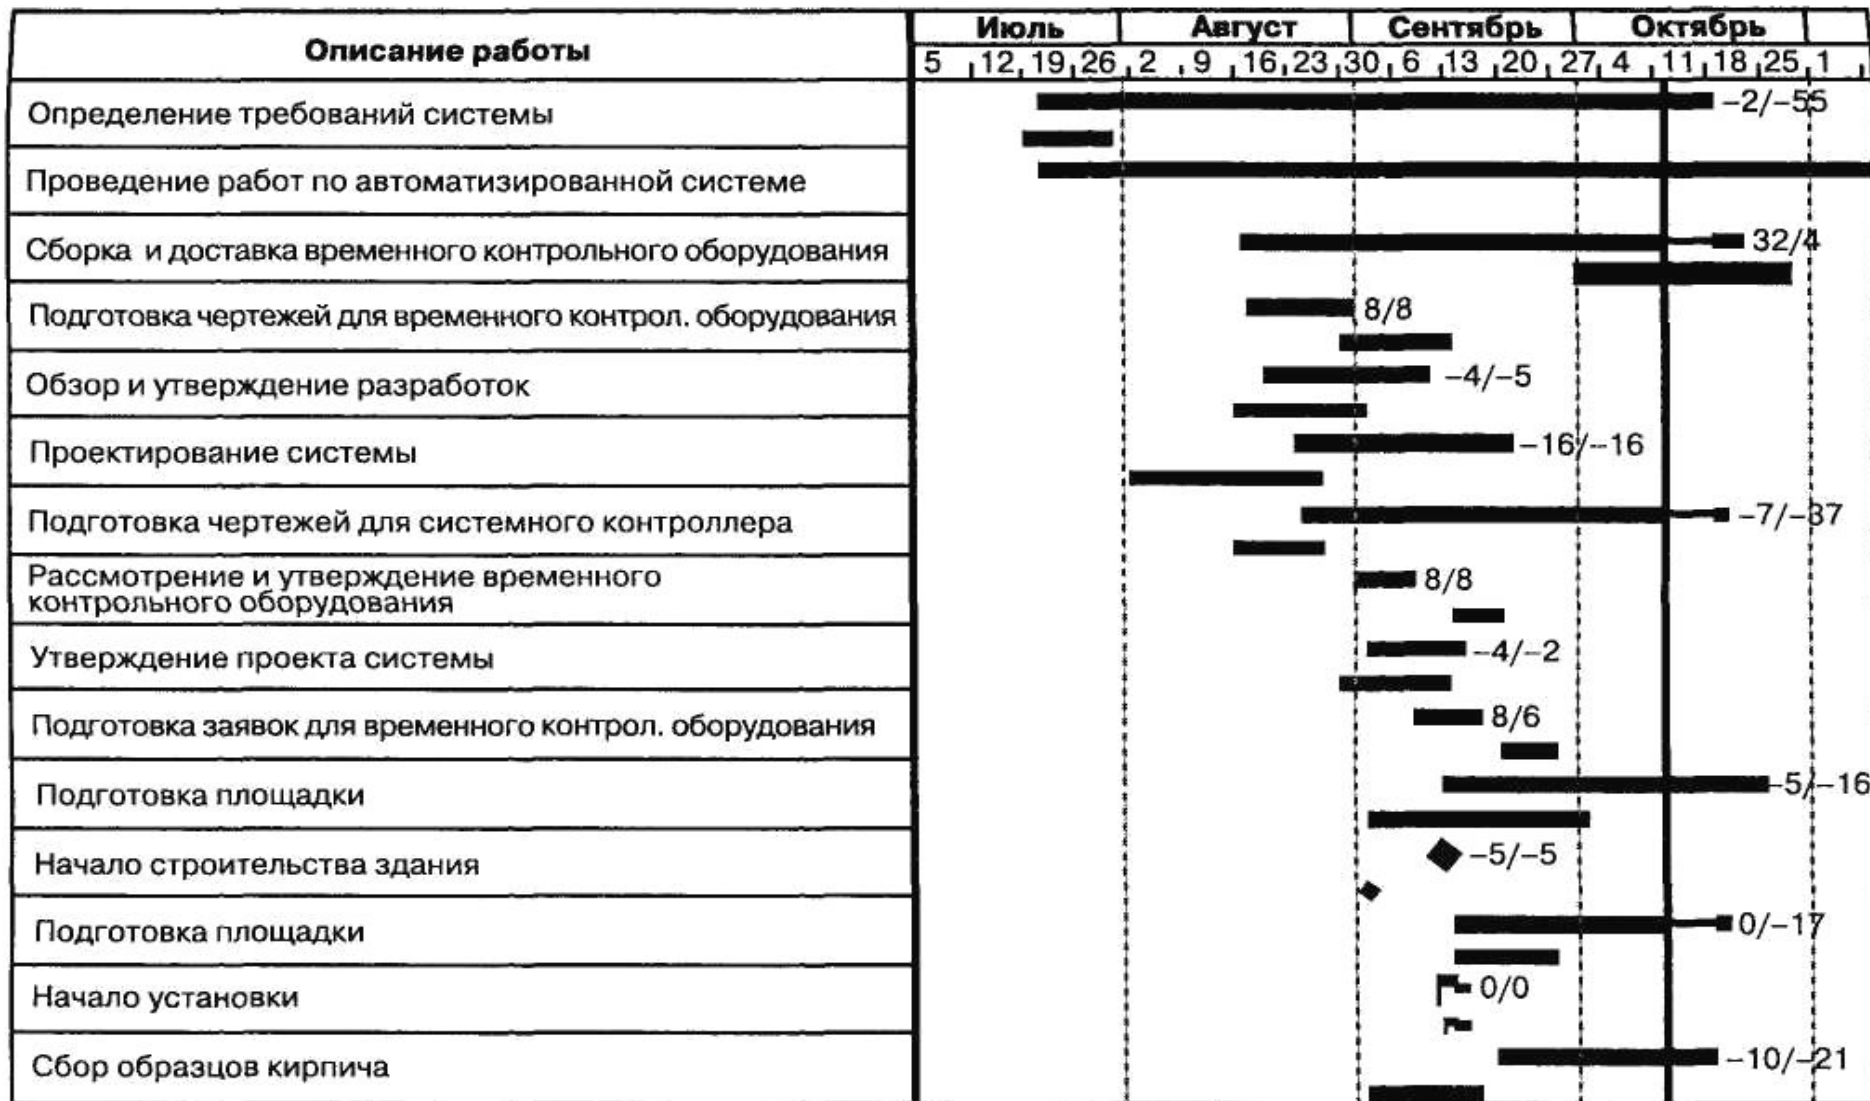 Описание работы
Июль Август Сентябрь Октябрь
5 12 19 26 2 9 16 23 30 6 13 20 27 4 11 18 25 1
Определение требований системы
-2/-55
Проведение работ по автоматизированной системе
Сборка и доставка временного контрольного оборудования
32/4
Подготовка чертежей для временного контрол. оборудования
8/8
Обзор и утверждение разработок
-4/-5
Проектирование системы
-16/-16
Подготовка чертежей для системного контроллера
-7/-37
Рассмотрение и утверждение временного
контрольного оборудования
8/8
Утверждение проекта системы
-4/-2
Подготовка заявок для временного контрол. оборудования
8/6
Подготовка площадки
-5/-16
Начало строительства здания
-5/-5
Подготовка площадки
0/-17
Начало установки
0/0
Сбор образцов кирпича
-10/-21